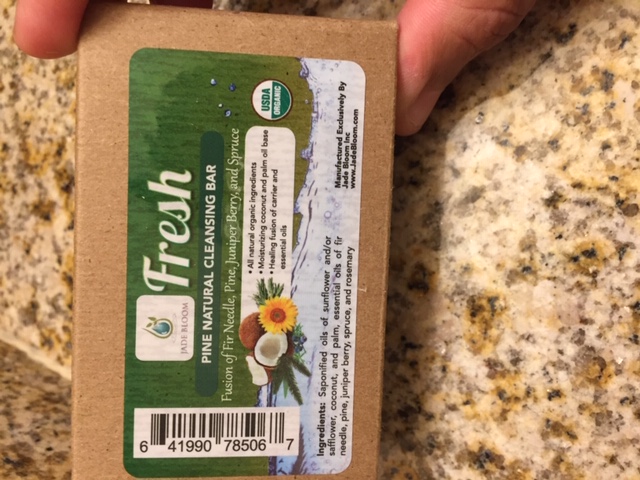 JADE BLOOM
Fresh
PINE NATURAL CLEANSING BAR
Fusion of Fir Needle, Pine, Juniper Berry, and Spruce
USDA
ORGANIC
• All natural organic ingredients
• Moisturizing coconut and palm oil base
• Healing fusion of carrier and
essential oils
Ingredients: Saponified oils of sunflower and/or
safflower, coconut, and palm, essential oils of fir
needle, pine, juniper berry, spruce, and rosemary
Manufactured Exclusively By
Jade Bloom Inc
www.JadeBloom.com
6 41990 78506 7